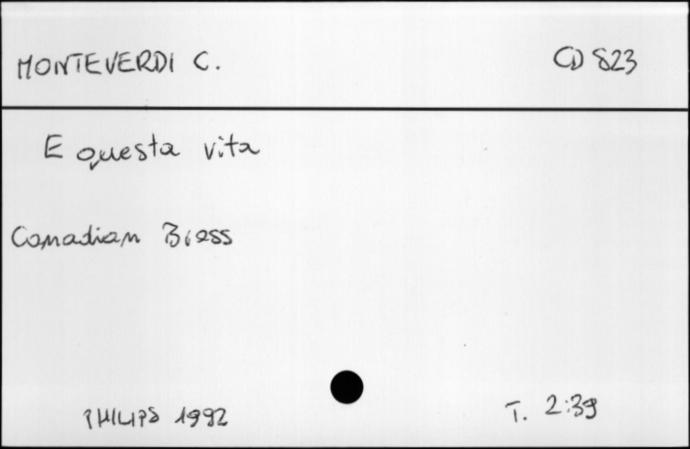 MONTEVERDI C. CD 823
E questa vita
Canadian Brass
PHILIPS 1992 T. 2:39